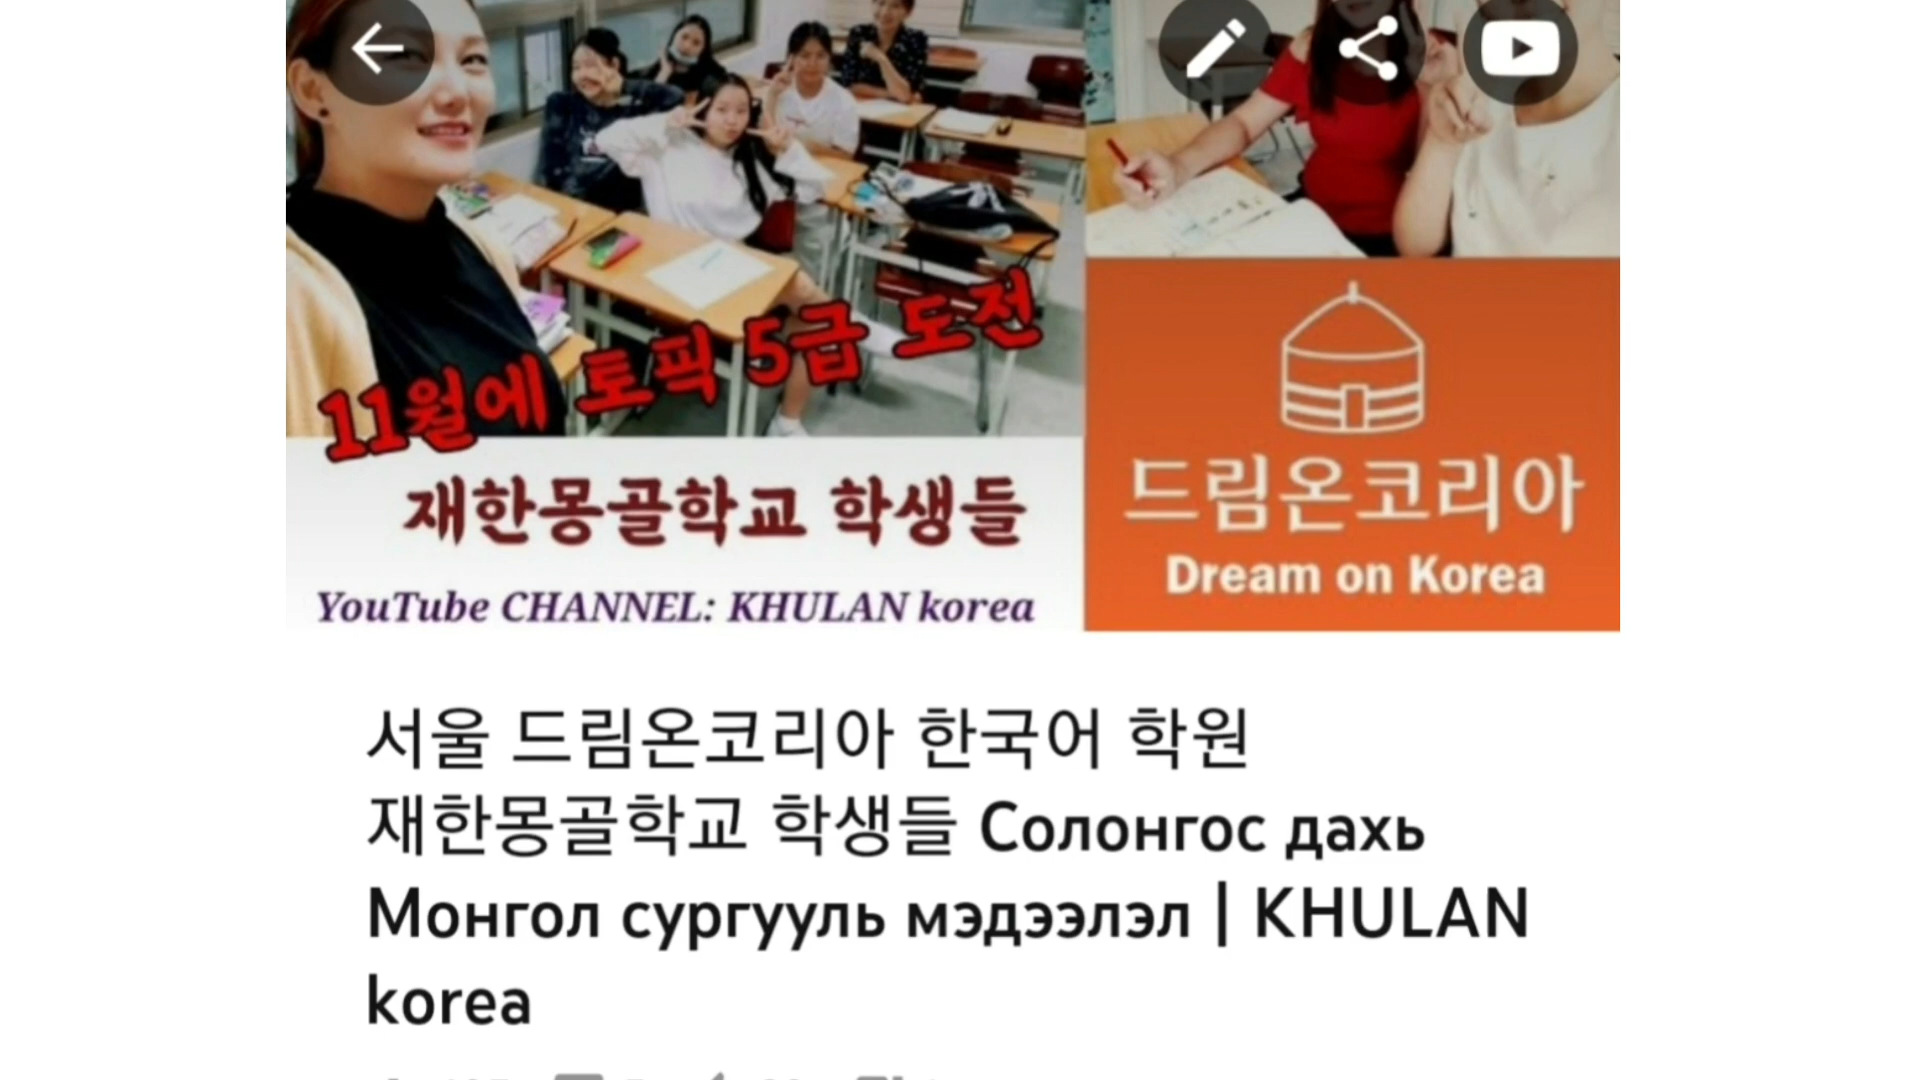 11월에 토픽 5급 도전
재한몽골학교 학생들
YouTube CHANNEL: KHULAN korea
드림온코리아
Dream on Korea
서울 드림온코리아 한국어 학원
재한몽골학교 학생들 Солонгос дахь
Монгол сургууль мэдээлэл | KHULAN
korea